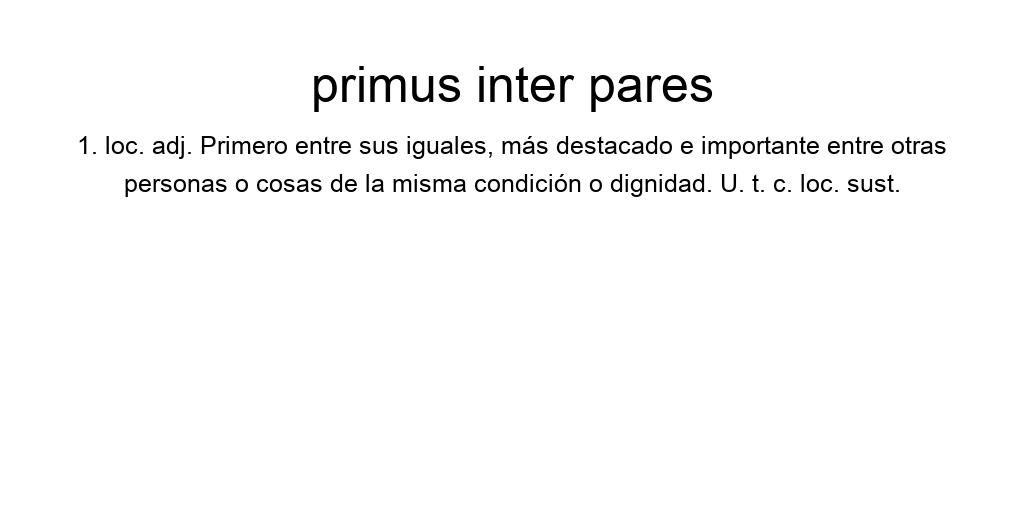 primus inter pares
1. loc. adj. Primero entre sus iguales, más destacado e importante entre otras
personas o cosas de la misma condición o dignidad. U. t. c. loc. sust.